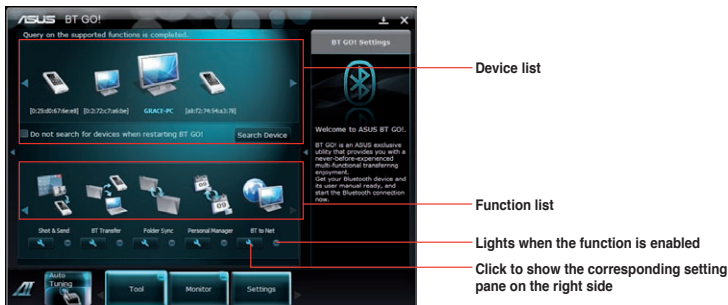 ASUS BT GO!
Query on the supported functions is completed.
[0:25:d0:67:6e:e8] [0:2:72:c7:a6:be] GRACE-PC [a8:f2:74:54:a3:78]
Do not search for devices when restarting BT GO!
Search Device
Shot & Send BT Transfer Folder Sync Personal Manager BT to Net
Auto Tuning
Tool
Monitor
Settings
BT GO! Settings
Welcome to ASUS BT GO!.
BT GO! is an ASUS exclusive
utility that provides you with a
never-before-experienced
multi-functional transferring
enjoyment.
Get your Bluetooth device and
its user manual ready, and
start the Bluetooth connection
now.
Device list
Function list
Lights when the function is enabled
Click to show the corresponding setting
pane on the right side